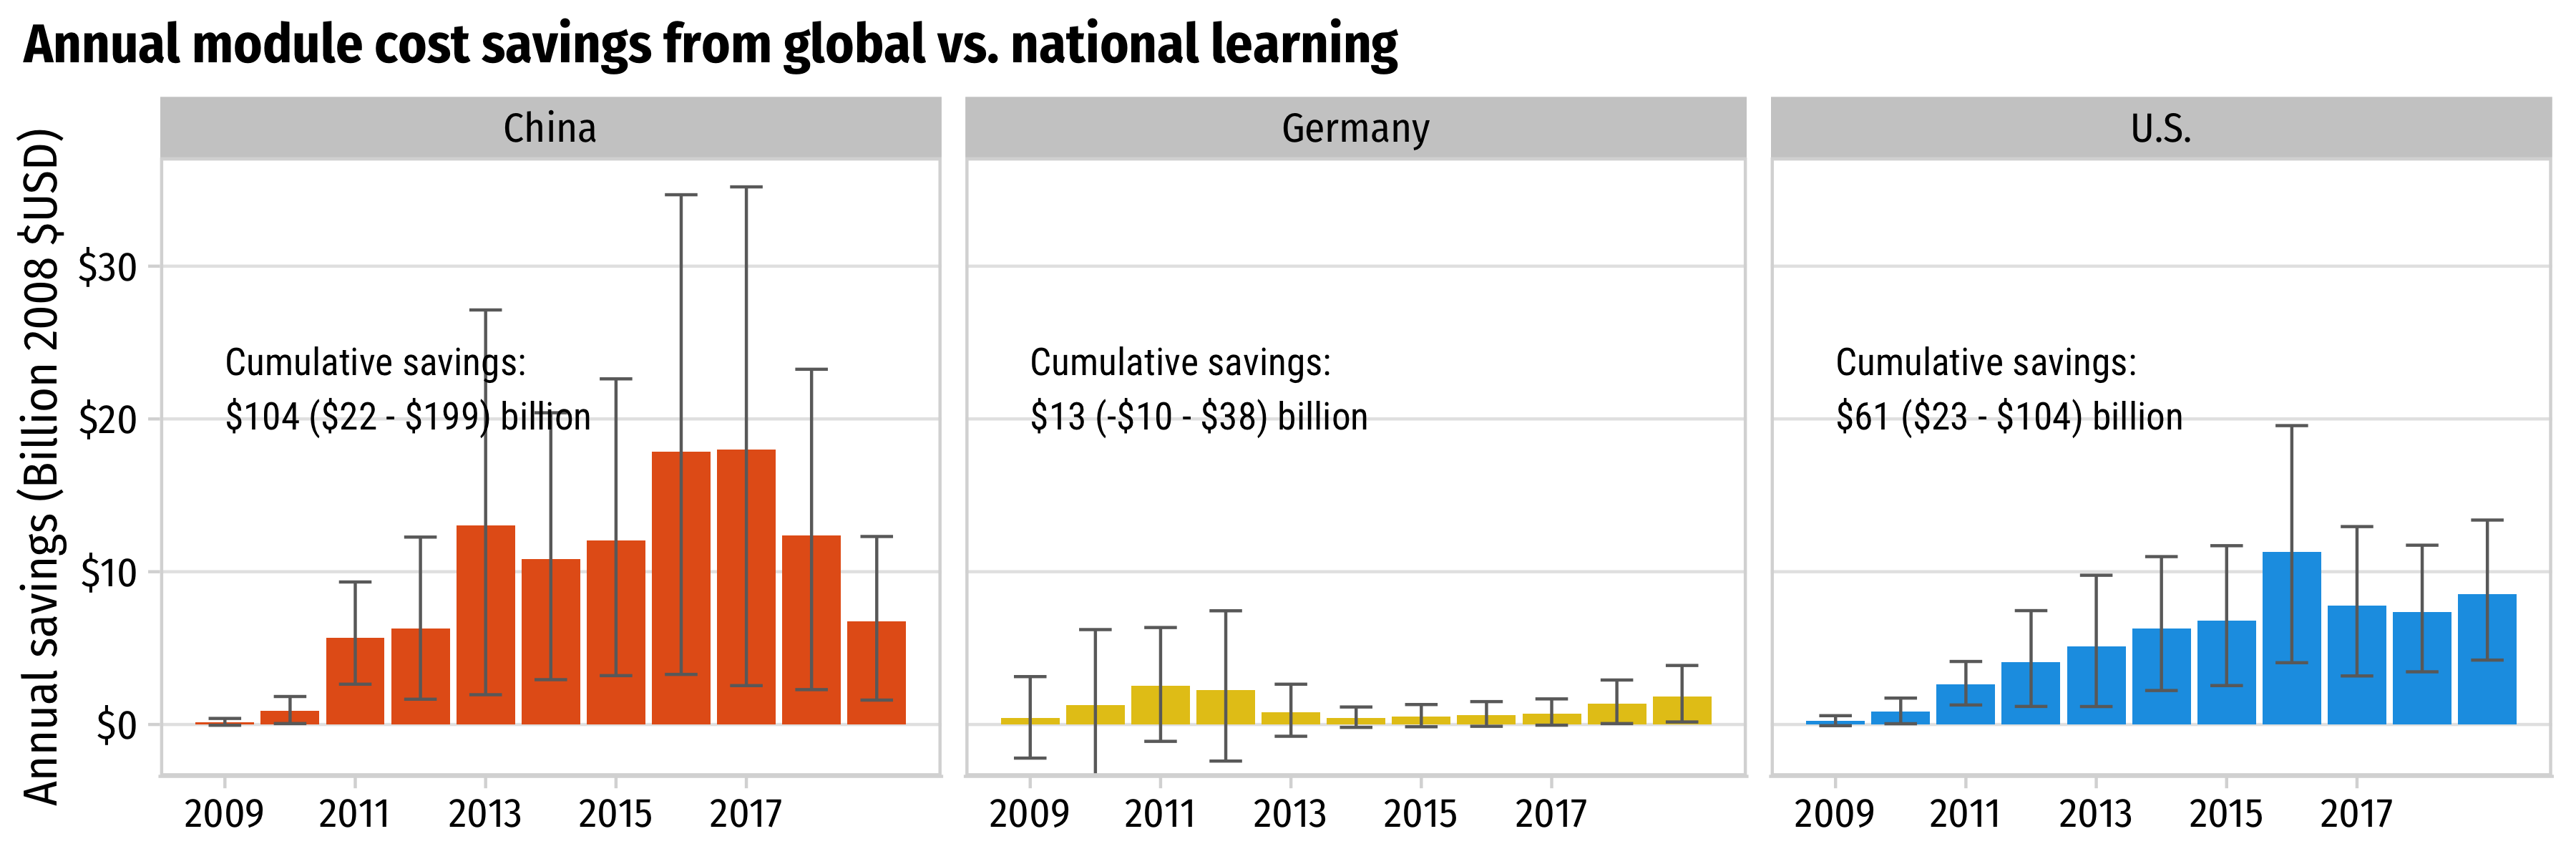 Annual module cost savings from global vs. national learning
China
Germany
U.S.
Annual savings (Billion 2008 $USD)
$30
$20
$10
$0
Cumulative savings:
$104 ($22 - $199) billion
Cumulative savings:
$13 (-$10 - $38) billion
Cumulative savings:
$61 ($23 - $104) billion
2009 2011 2013 2015 2017
2009 2011 2013 2015 2017
2009 2011 2013 2015 2017